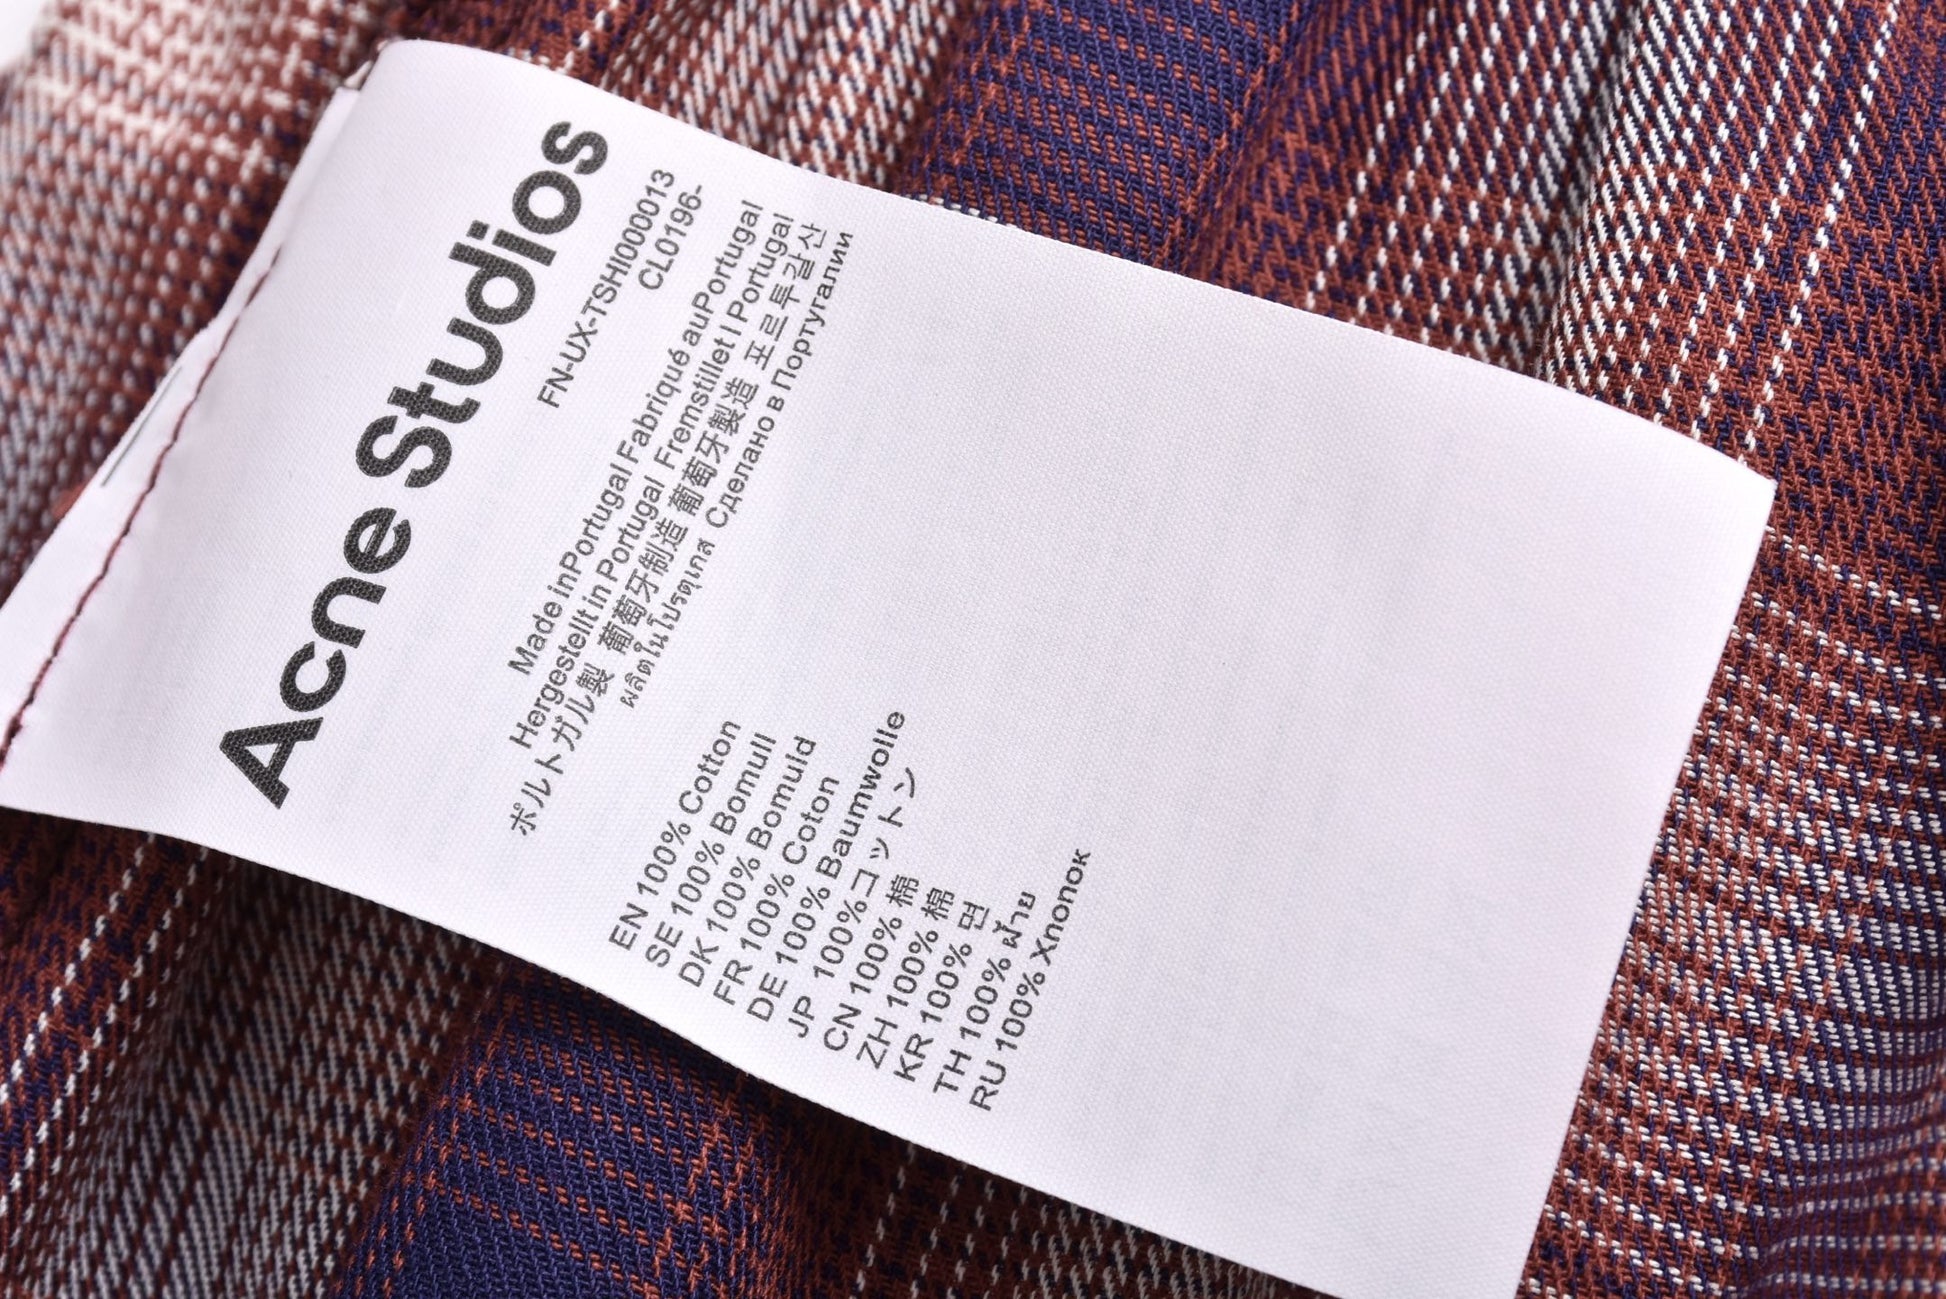 Acne Studios
FN-UX-TSHI000013
CL0196-
Made inPortugal Fabriqué auPortugal
Hergestellt in Portugal Fremstillet I Portugal
ポルトガル製 葡萄牙制造 葡萄牙製造 포르투갈산
ผลิตในโปรตุเกส Сделано в Португалии
EN 100% Cotton
SE 100% Bomull
DK 100% Bomuld
FR 100% Coton
DE 100% Baumwolle
JP 100%コットン
CN 100% 棉
ZH 100% 棉
KR 100% 면
TH 100% ฝ้าย
RU 100% Хлопок